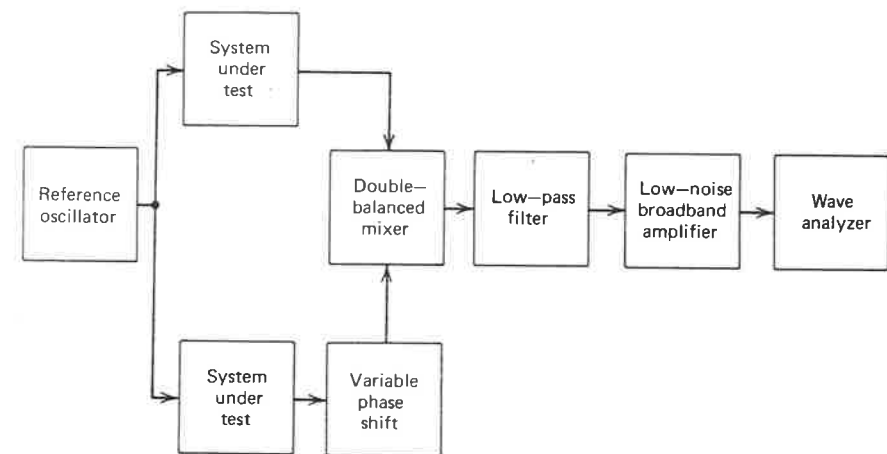 System
under
test
Reference
oscillator
Double–
balanced
mixer
Low–pass
filter
Low–noise
broadband
amplifier
Wave
analyzer
System
under
test
Variable
phase
shift